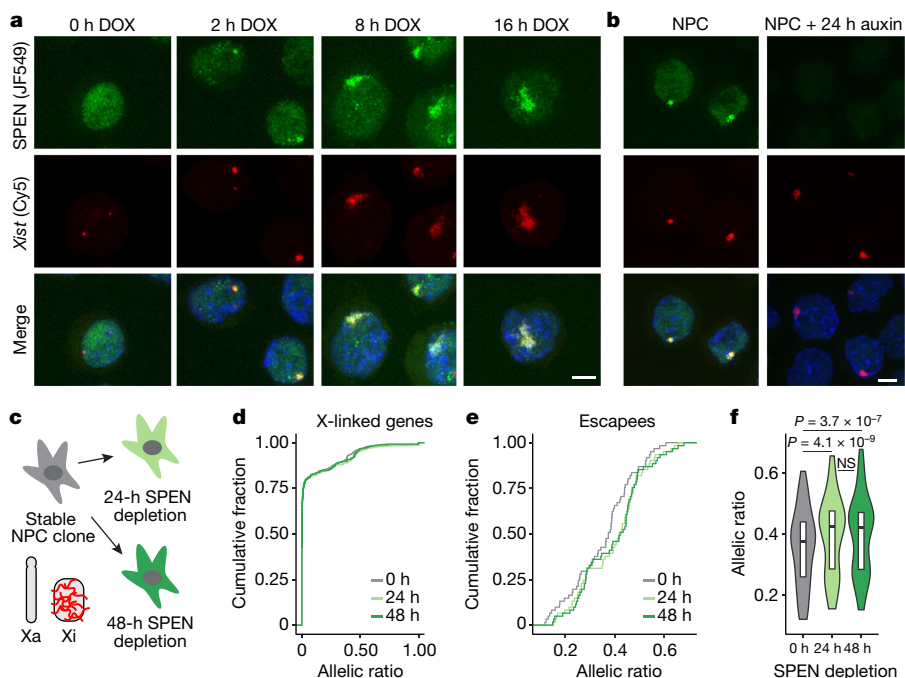 a
0 h DOX
2 h DOX
8 h DOX
16 h DOX
SPEN (JF549)
Xist (Cy5)
Merge
b
NPC
NPC + 24 h auxin
c
Stable
NPC clone
24-h SPEN
depletion
48-h SPEN
depletion
Xa
Xi
d
X-linked genes
Cumulative fraction
1.00
0.75
0.50
0.25
0
0 h
24 h
48 h
0
0.50
1.00
Allelic ratio
e
Escapees
Cumulative fraction
1.00
0.75
0.50
0.25
0
0 h
24 h
48 h
0.2
0.4
0.6
Allelic ratio
f
P = 3.7 × 10⁻⁷
P = 4.1 × 10⁻⁹
NS
Allelic ratio
0.6
0.4
0.2
0 h
24 h
48 h
SPEN depletion